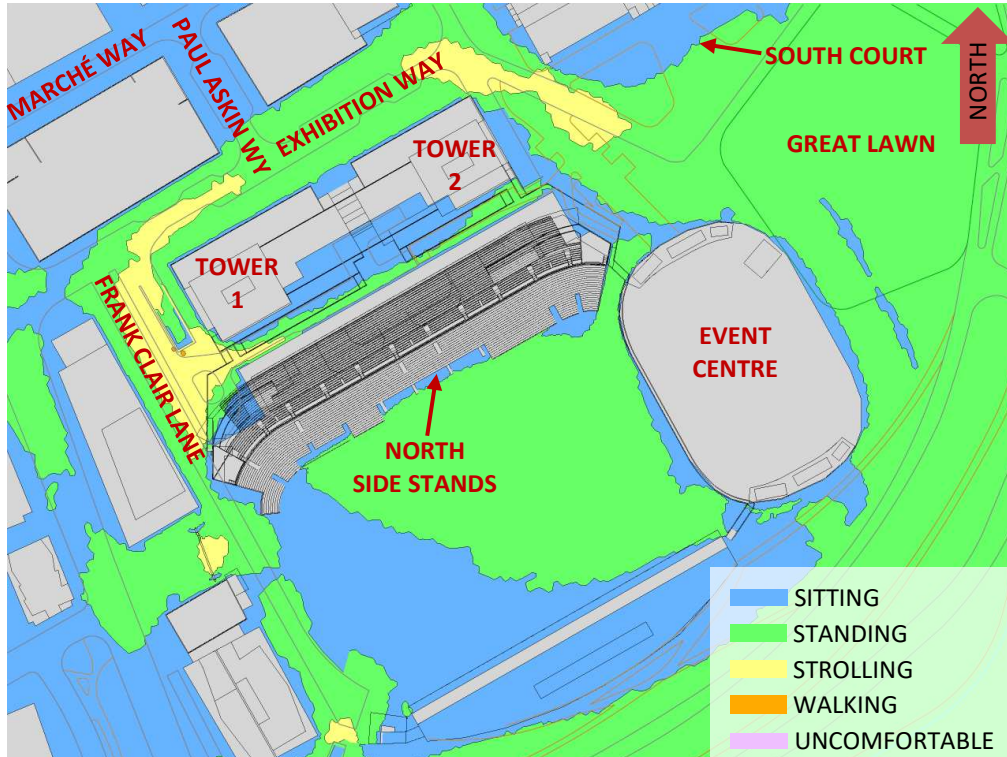 MARCHÉ WAY
PAUL ASKIN WY
EXHIBITION WAY
SOUTH COURT
NORTH
GREAT LAWN
TOWER
2
TOWER
1
FRANK CLAIR LANE
EVENT
CENTRE
NORTH
SIDE STANDS
SITTING
STANDING
STROLLING
WALKING
UNCOMFORTABLE